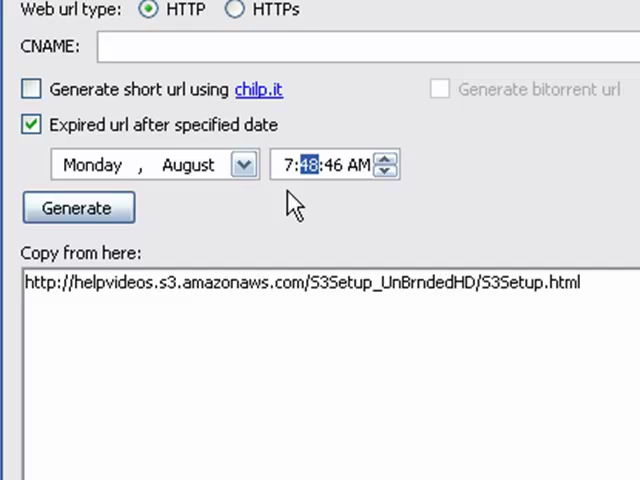 Web url type: HTTP HTTPs
CNAME:
Generate short url using chilp.it Generate bitorrent url
Expired url after specified date
Monday , August 7:48:46 AM
Generate
Copy from here:
http://helpvideos.s3.amazonaws.com/S3Setup_UnBrndedHD/S3Setup.html